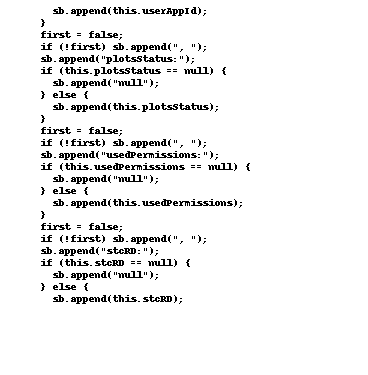 sb.append(this.userAppId);
}
first = false;
if (!first) sb.append(", ");
sb.append("plotsStatus:");
if (this.plotsStatus == null) {
sb.append("null");
} else {
sb.append(this.plotsStatus);
}
first = false;
if (!first) sb.append(", ");
sb.append("usedPermissions:");
if (this.usedPermissions == null) {
sb.append("null");
} else {
sb.append(this.usedPermissions);
}
first = false;
if (!first) sb.append(", ");
sb.append("stcRD:");
if (this.stcRD == null) {
sb.append("null");
} else {
sb.append(this.stcRD);